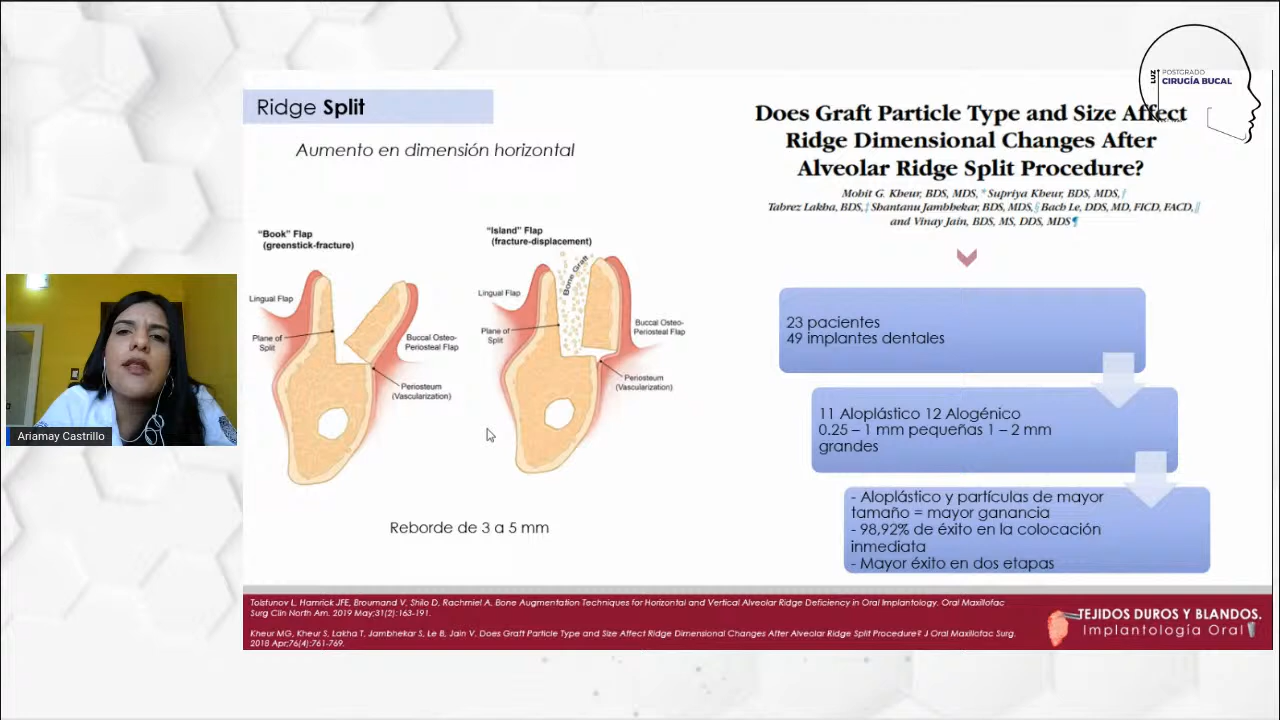 LUZ
POSTGRADO
CIRUGÍA BUCAL
Ridge Split
Aumento en dimensión horizontal
"Book" Flap
(greenstick-fracture)
Lingual Flap
Plane of
Split
Buccal Osteo-
Periosteal Flap
Periosteum
(Vascularization)
"Island" Flap
(fracture-displacement)
Bone Graft
Lingual Flap
Plane of
Split
Buccal Osteo-
Periosteal Flap
Periosteum
(Vascularization)
Reborde de 3 a 5 mm
Does Graft Particle Type and Size Affect
Ridge Dimensional Changes After
Alveolar Ridge Split Procedure?
Mohit G. Kheur, BDS, MDS,* Supriya Kheur, BDS, MDS,†
Tabrez Lakha, BDS,‡ Shantanu Jambhekar, BDS, MDS,§ Bach Le, DDS, MD, FICD, FACD,||
and Vinay Jain, BDS, MS, DDS, MDS¶
23 pacientes
49 implantes dentales
11 Aloplástico 12 Alogénico
0.25 – 1 mm pequeñas 1 – 2 mm
grandes
- Aloplástico y partículas de mayor
tamaño = mayor ganancia
- 98,92% de éxito en la colocación
inmediata
- Mayor éxito en dos etapas
Ariamay Castrillo
Tolstunov L, Hamrick JFE, Broumand V, Shilo D, Rachmiel A. Bone Augmentation Techniques for Horizontal and Vertical Alveolar Ridge Deficiency in Oral Implantology. Oral Maxillofac
Surg Clin North Am. 2019 May;31(2):163-191.
Kheur MG, Kheur S, Lakha T, Jambhekar S, Le B, Jain V. Does Graft Particle Type and Size Affect Ridge Dimensional Changes After Alveolar Ridge Split Procedure? J Oral Maxillofac Surg.
2018 Apr;76(4):761-769.
TEJIDOS DUROS Y BLANDOS.
Implantología Oral